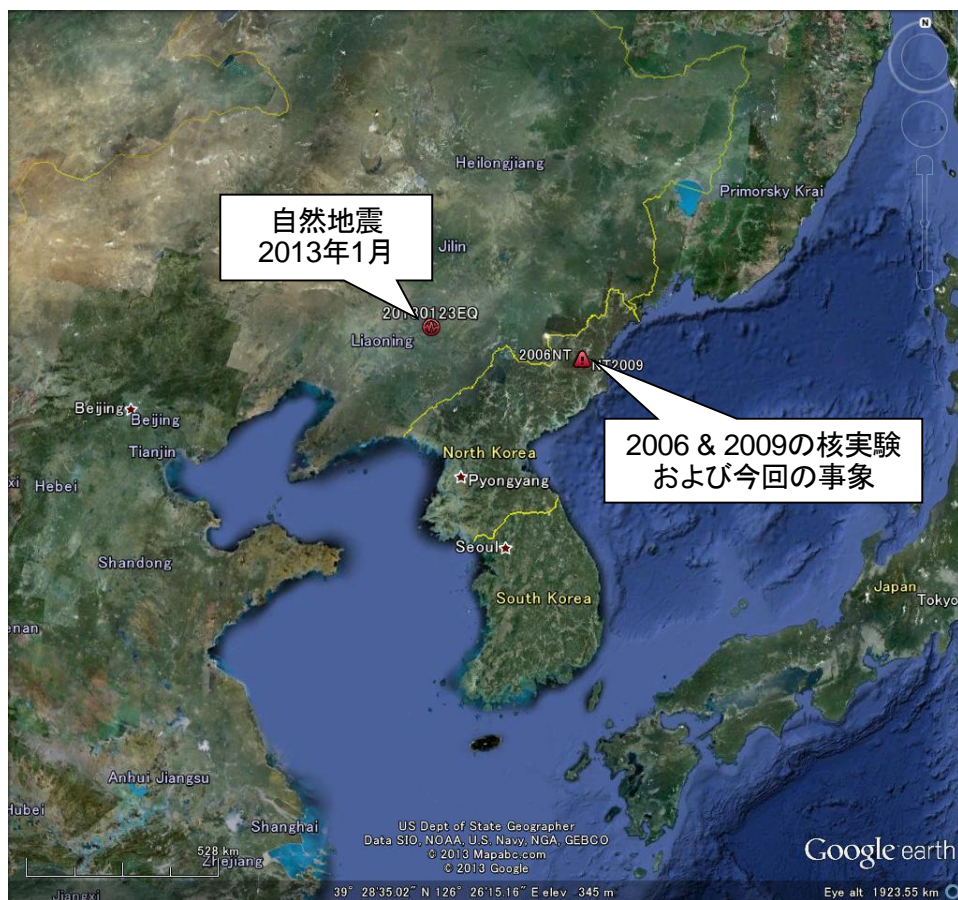 N
Heilongjiang
Primorsky Krai
自然地震
2013年1月
Jilin
20130123EQ
Liaoning
2006NT
NT2009
Beijing
Beijing
Tianjin
Hebei
2006 & 2009の核実験
および今回の事象
North Korea
Pyongyang
Seoul
Shandong
South Korea
Japan
Tokyo
enan
Anhui Jiangsu
Hubei
Shanghai
US Dept of State Geographer
Data SIO, NOAA, U.S. Navy, NGA, GEBCO
© 2013 Mapabc.com
© 2013 Google
528 km
Zhejiang
Google earth
Jiangxi
39° 28'35.02" N 126° 26'15.16" E elev -345 m
Eye alt 1923.55 km